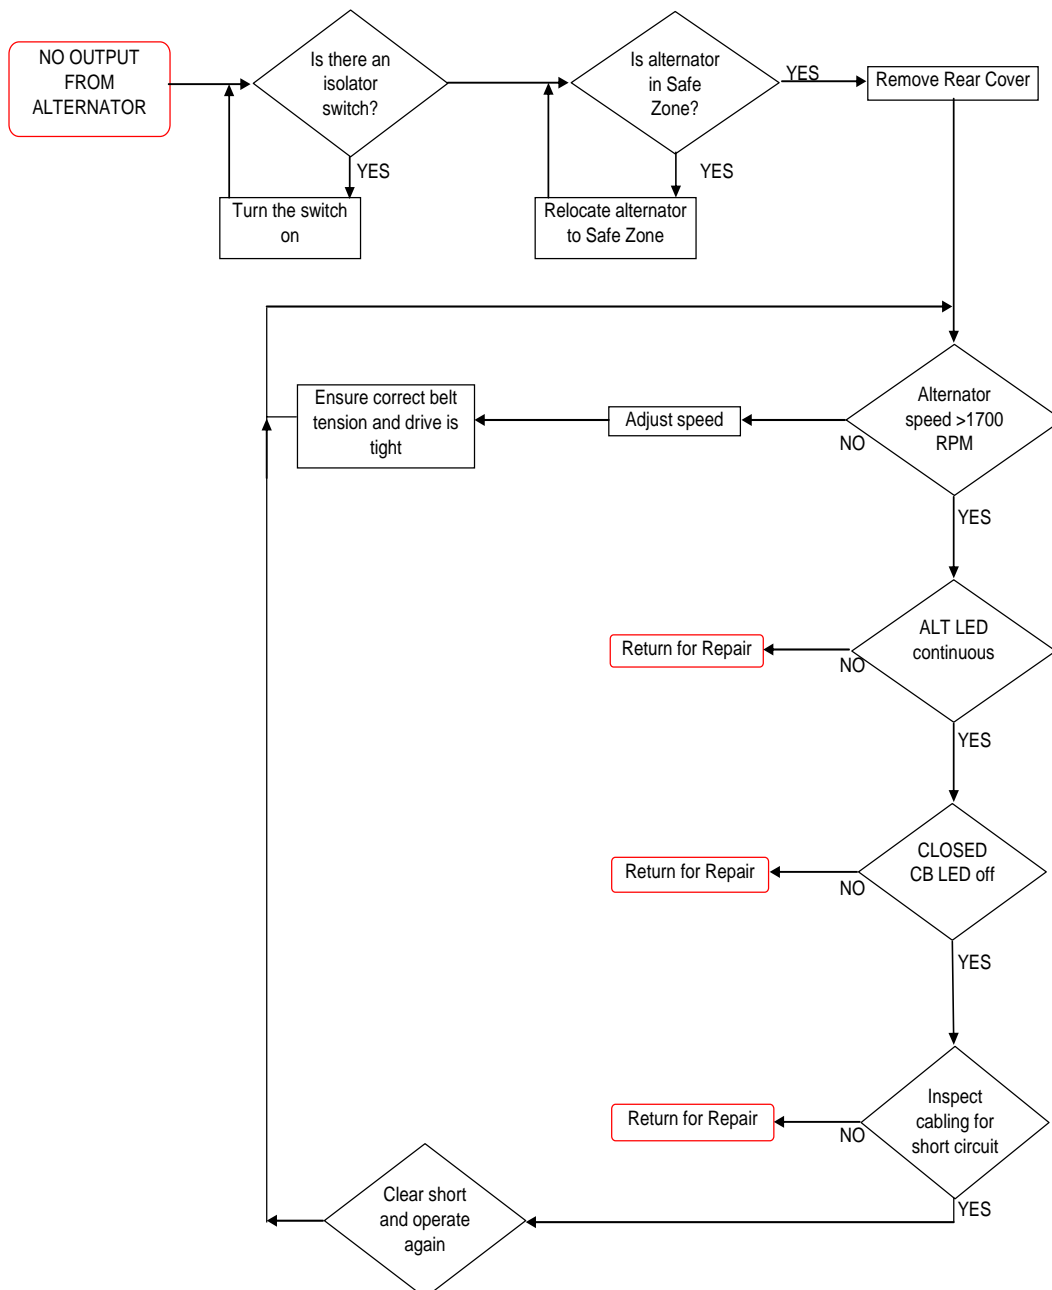 NO OUTPUT
FROM
ALTERNATOR
Is there an
isolator
switch?
YES
Turn the switch
on
Is alternator
in Safe
Zone?
YES
YES
Relocate alternator
to Safe Zone
Remove Rear Cover
Alternator
speed >1700
RPM
NO
Adjust speed
Ensure correct belt
tension and drive is
tight
YES
ALT LED
continuous
NO
Return for Repair
YES
CLOSED
CB LED off
NO
Return for Repair
YES
Inspect
cabling for
short circuit
NO
Return for Repair
YES
Clear short
and operate
again